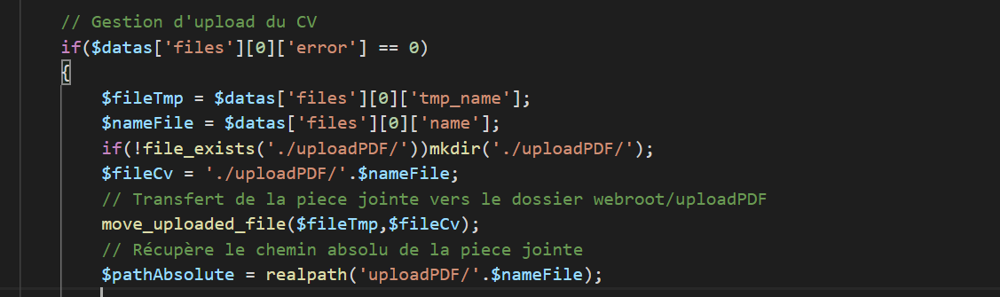 // Gestion d'upload du CV
if($datas['files'][0]['error'] == 0)
{
$fileTmp = $datas['files'][0]['tmp_name'];
$nameFile = $datas['files'][0]['name'];
if(!file_exists('./uploadPDF/'))mkdir('./uploadPDF/');
$fileCv = './uploadPDF/'.$nameFile;
// Transfert de la piece jointe vers le dossier webroot/uploadPDF
move_uploaded_file($fileTmp,$fileCv);
// Récupère le chemin absolu de la piece jointe
$pathAbsolute = realpath('uploadPDF/'.$nameFile);